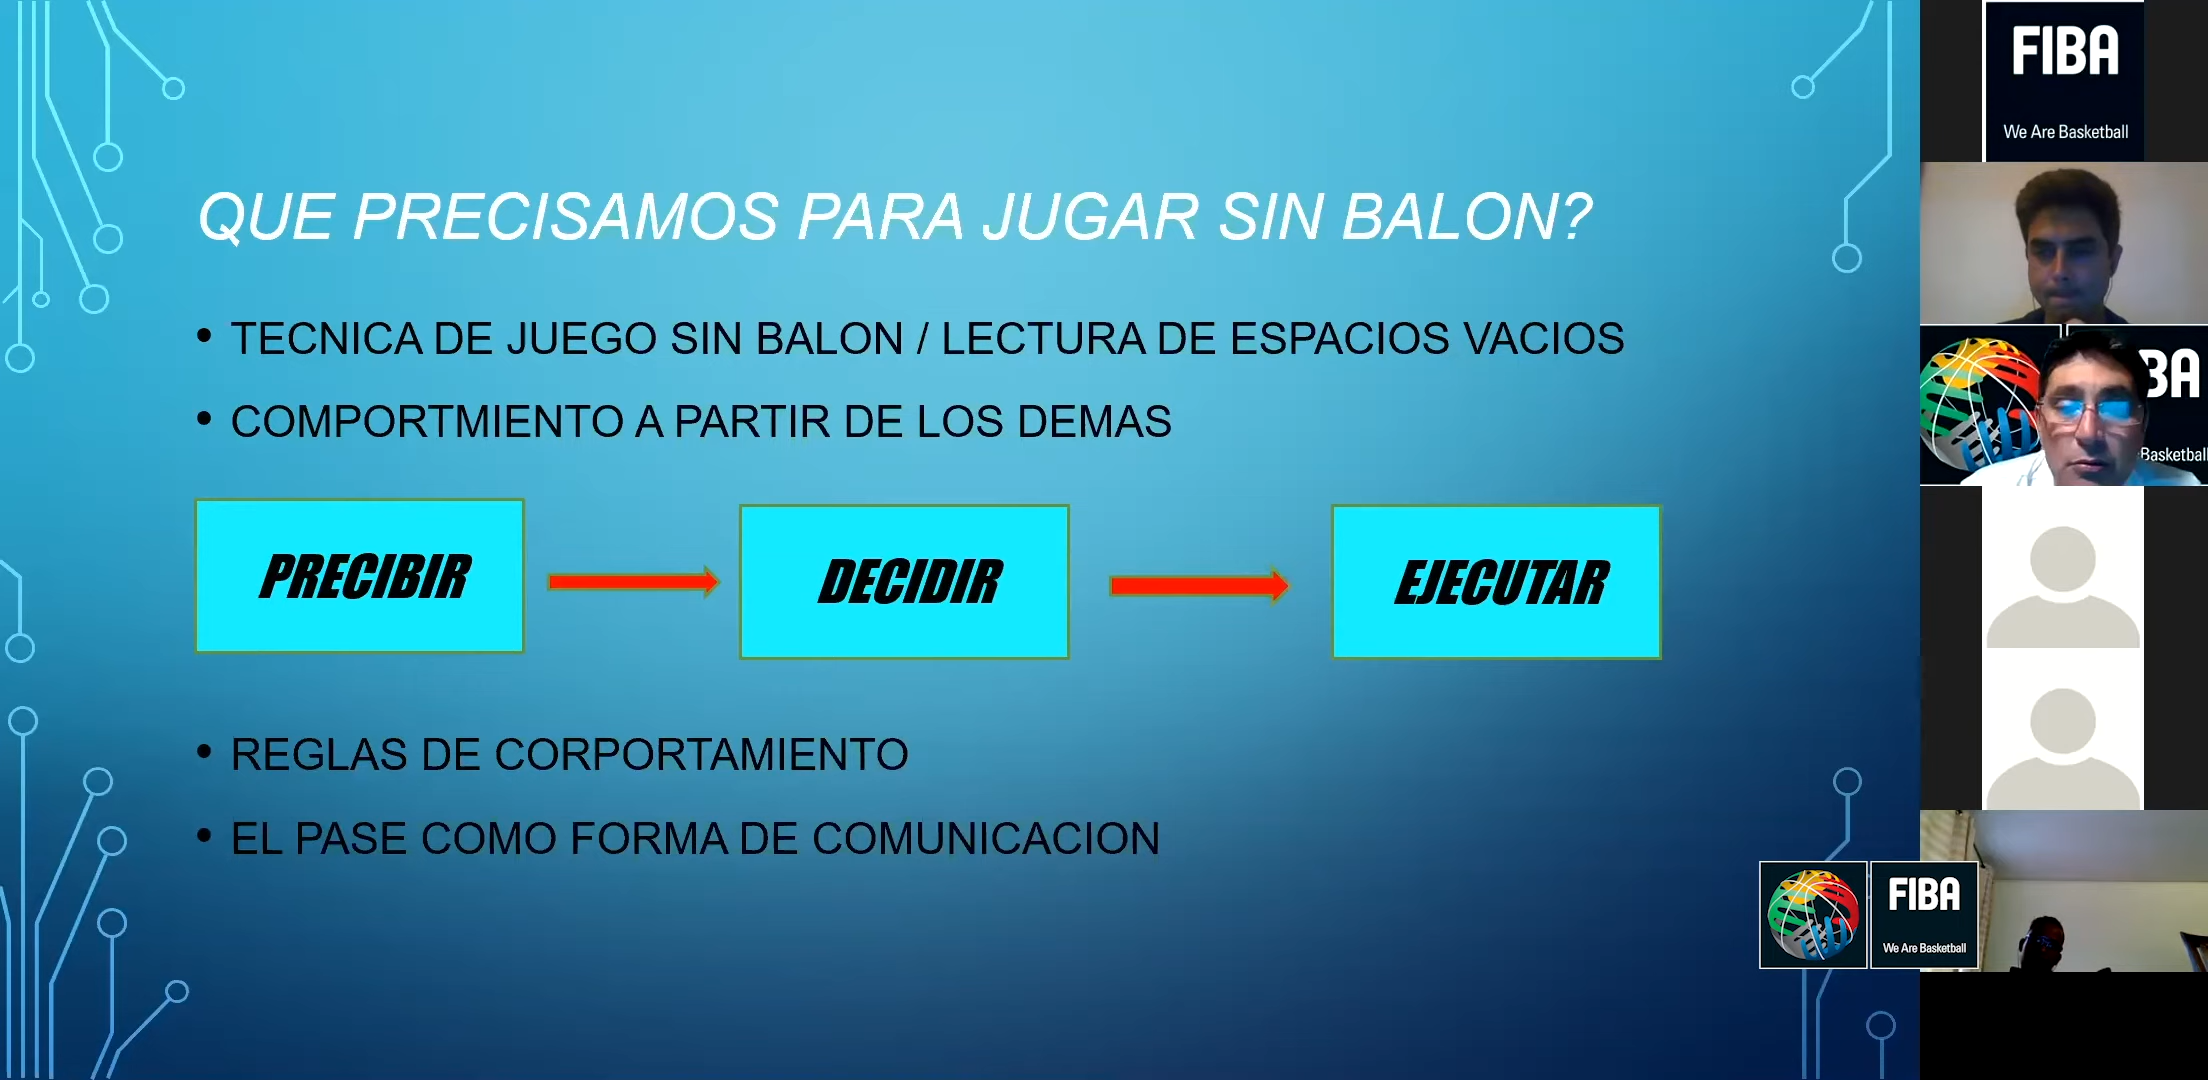 QUE PRECISAMOS PARA JUGAR SIN BALON?
• TECNICA DE JUEGO SIN BALON / LECTURA DE ESPACIOS VACIOS
• COMPORTMIENTO A PARTIR DE LOS DEMAS
PRECIBIR
DECIDIR
EJECUTAR
• REGLAS DE CORPORTAMIENTO
• EL PASE COMO FORMA DE COMUNICACION
FIBA
We Are Basketball
FIBA
We Are Basketball
BA
Basketball